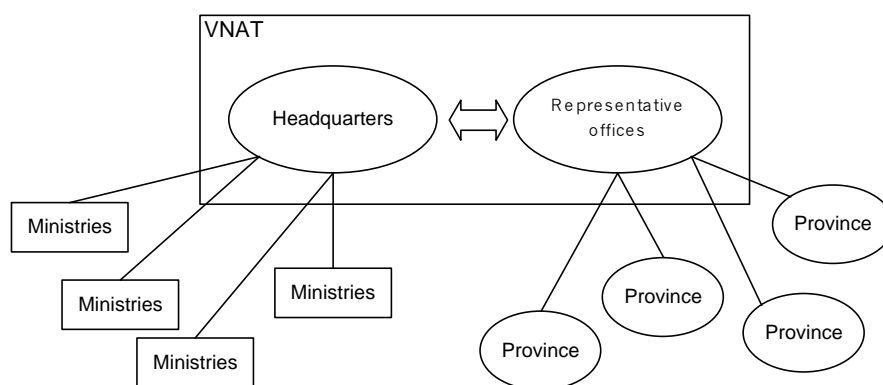 VNAT
Headquarters
Representative
offices
Ministries
Province
Ministries
Ministries
Province
Province
Ministries
Province